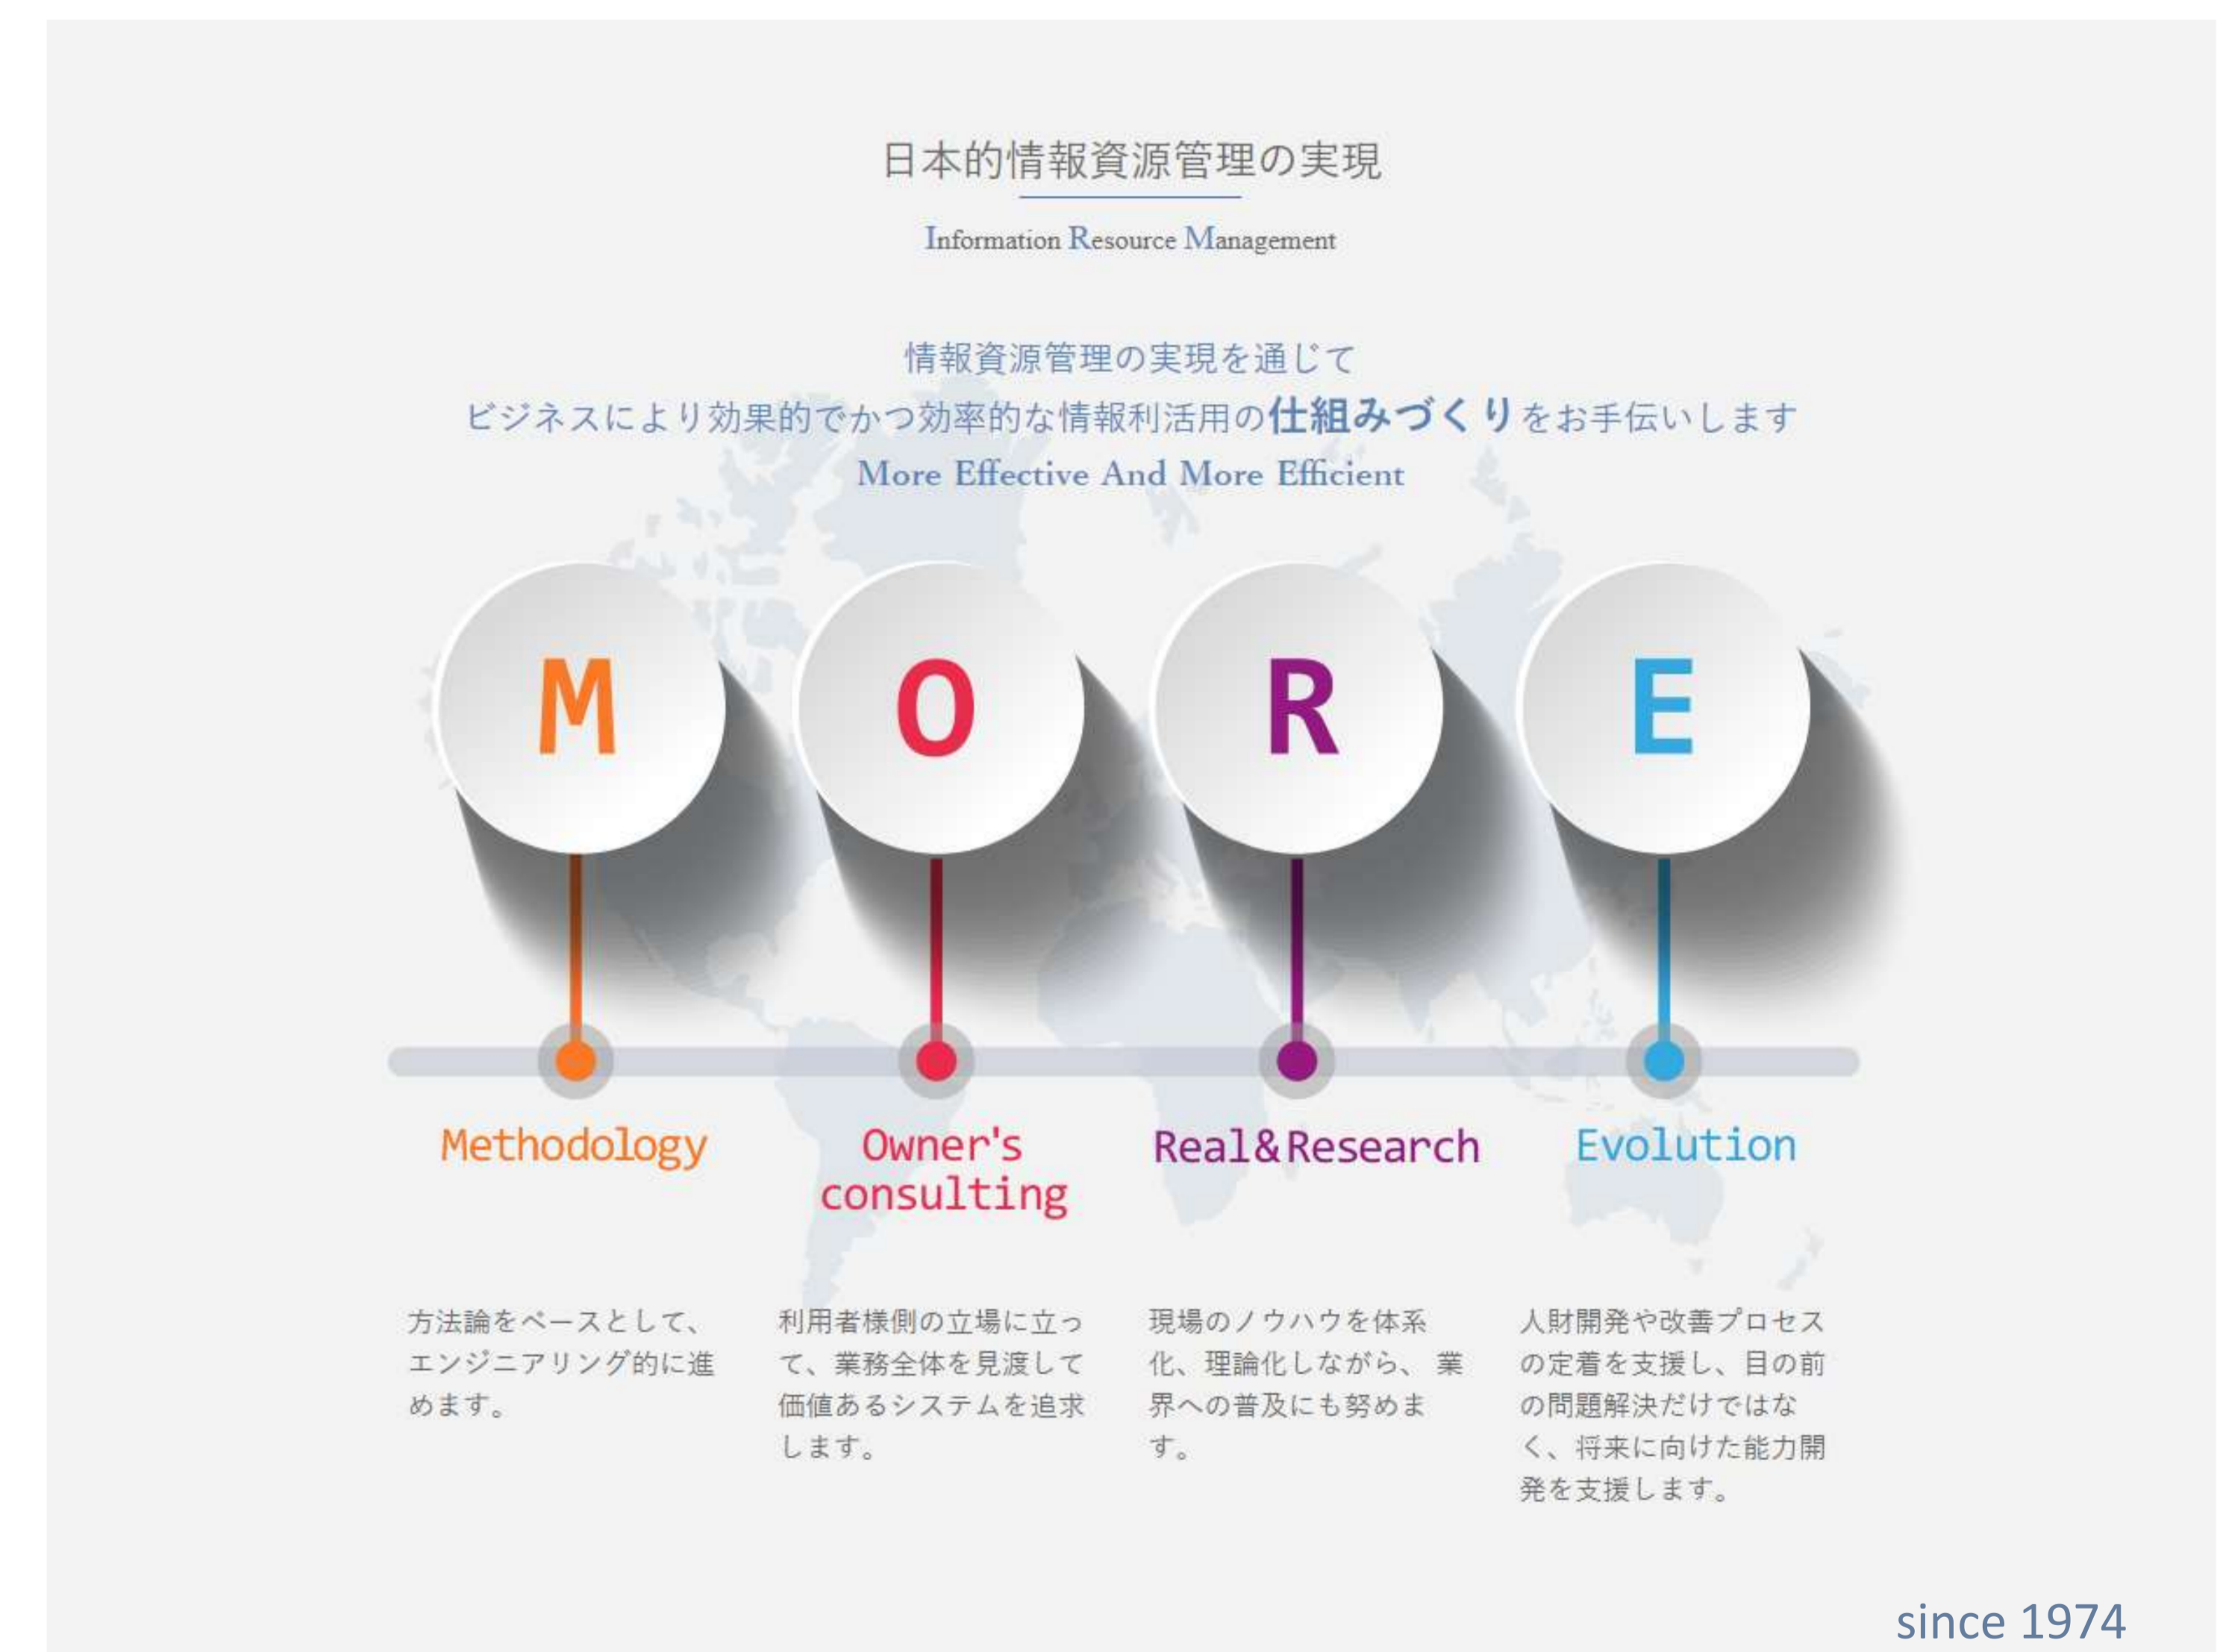 日本的情報資源管理の実現
Information Resource Management
情報資源管理の実現を通じて
ビジネスにより効果的でかつ効率的な情報利活用の仕組みづくりをお手伝いします
More Effective And More Efficient
M
O
R
E
Methodology
Owner's
consulting
Real&Research
Evolution
方法論をベースとして、
エンジニアリング的に進
めます。
利用者様側の立場に立っ
て、業務全体を見渡して
価値あるシステムを追求
します。
現場のノウハウを体系
化、理論化しながら、 業
界への普及にも努めま
す。
人財開発や改善プロセス
の定着を支援し、目の前
の問題解決だけではな
く、将来に向けた能力開
発を支援します。
since 1974